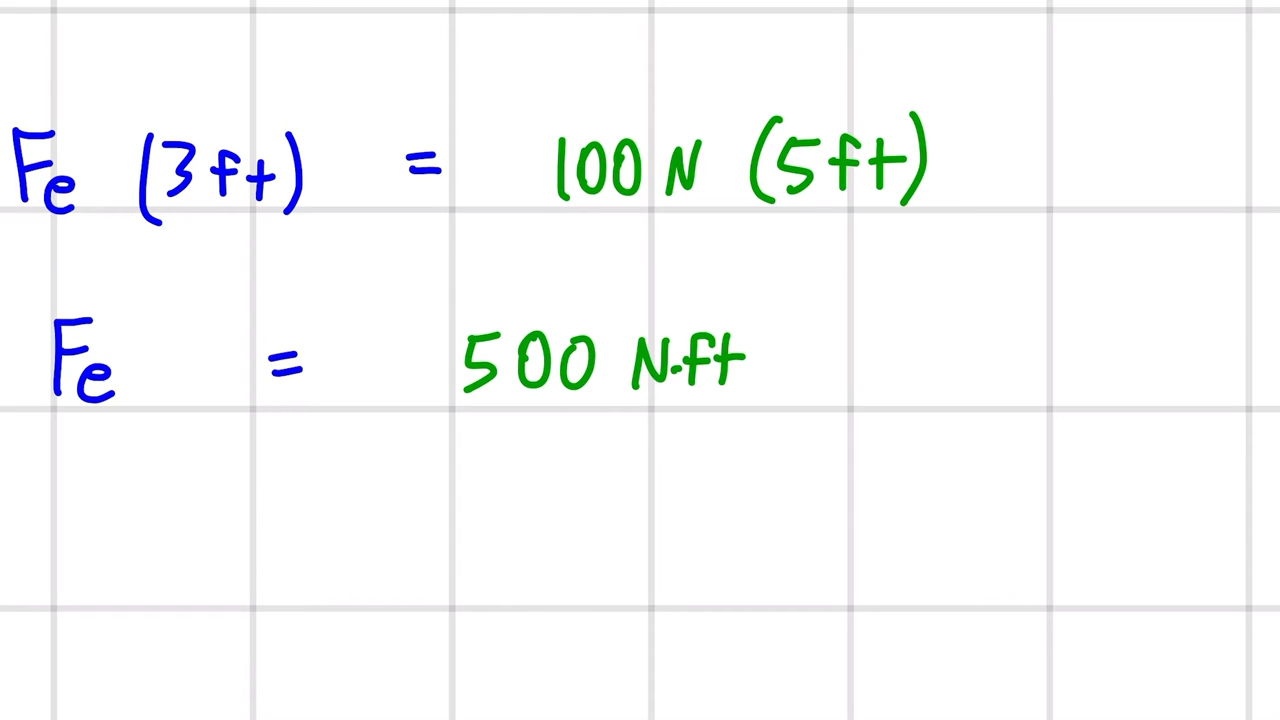 Fe (3ft) = 100 N (5ft)
Fe = 500 N·ft